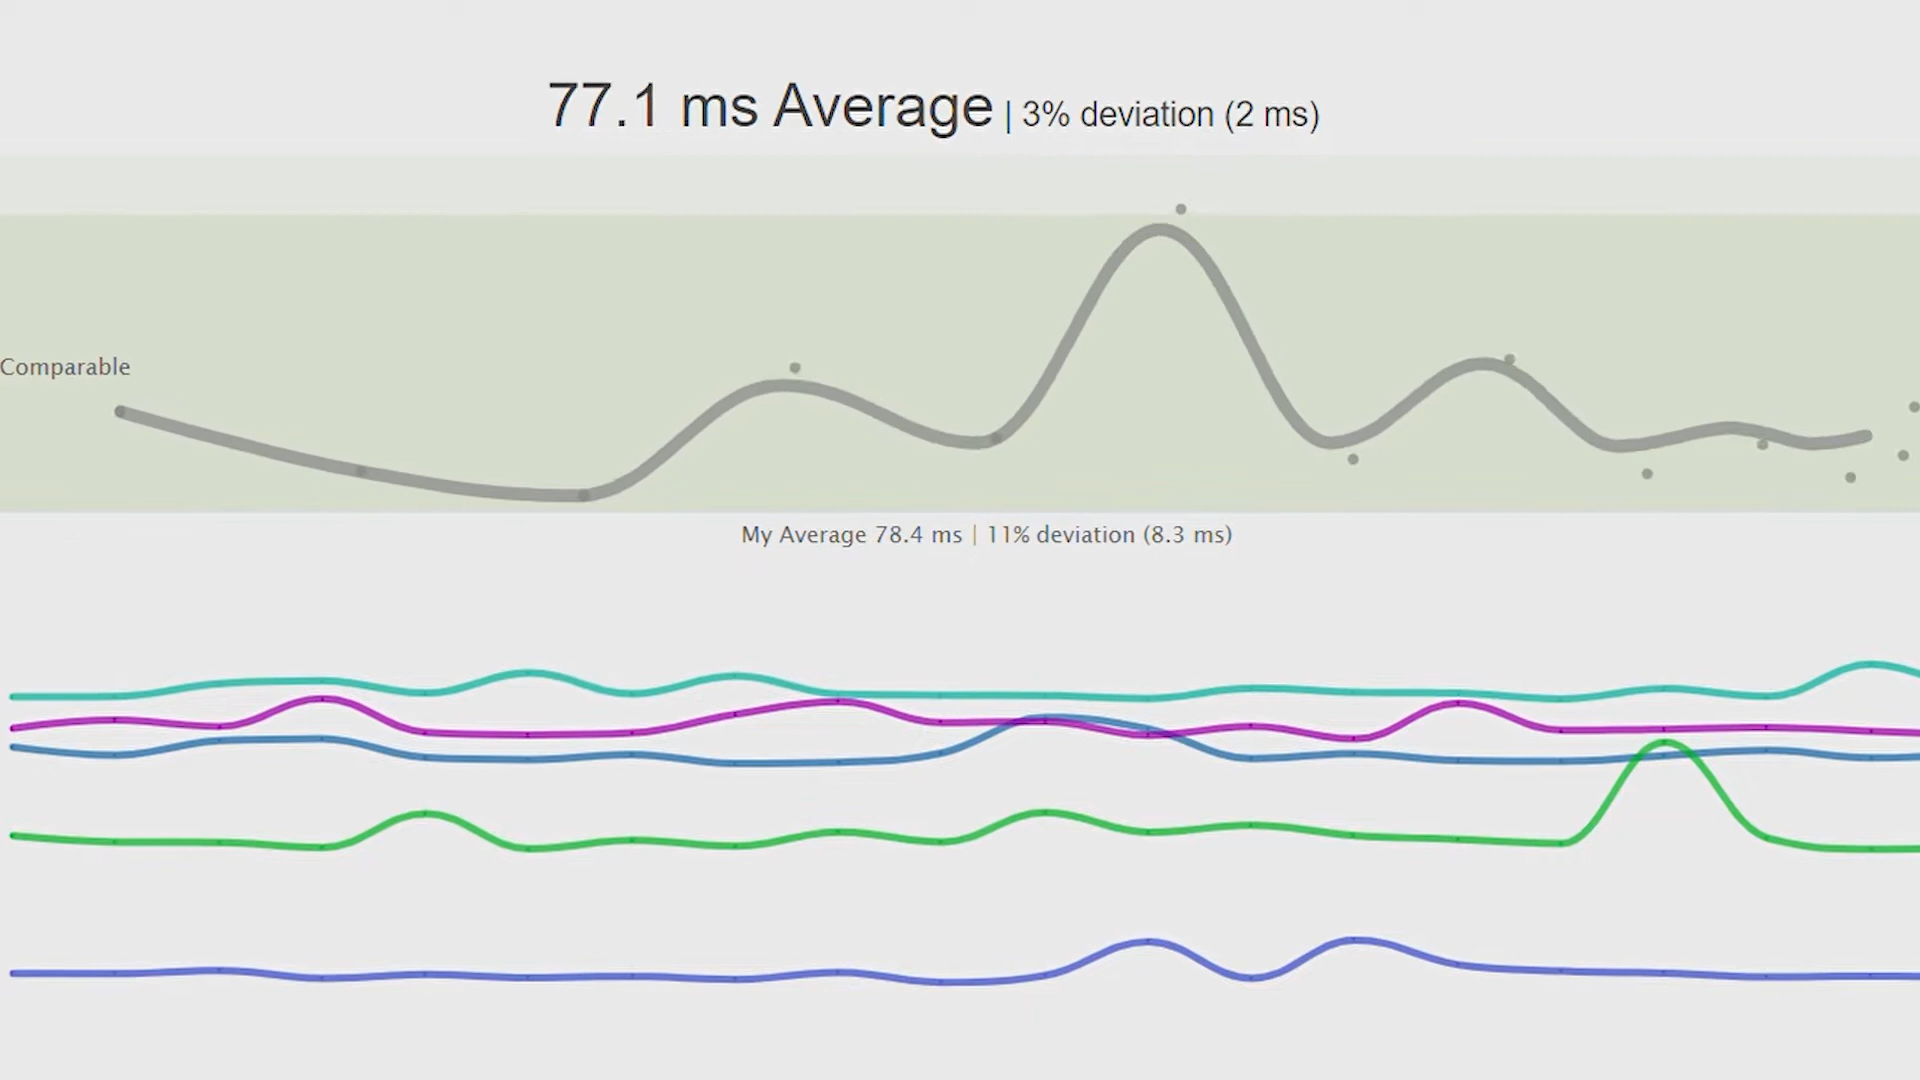 77.1 ms Average | 3% deviation (2 ms)
Comparable
My Average 78.4 ms | 11% deviation (8.3 ms)